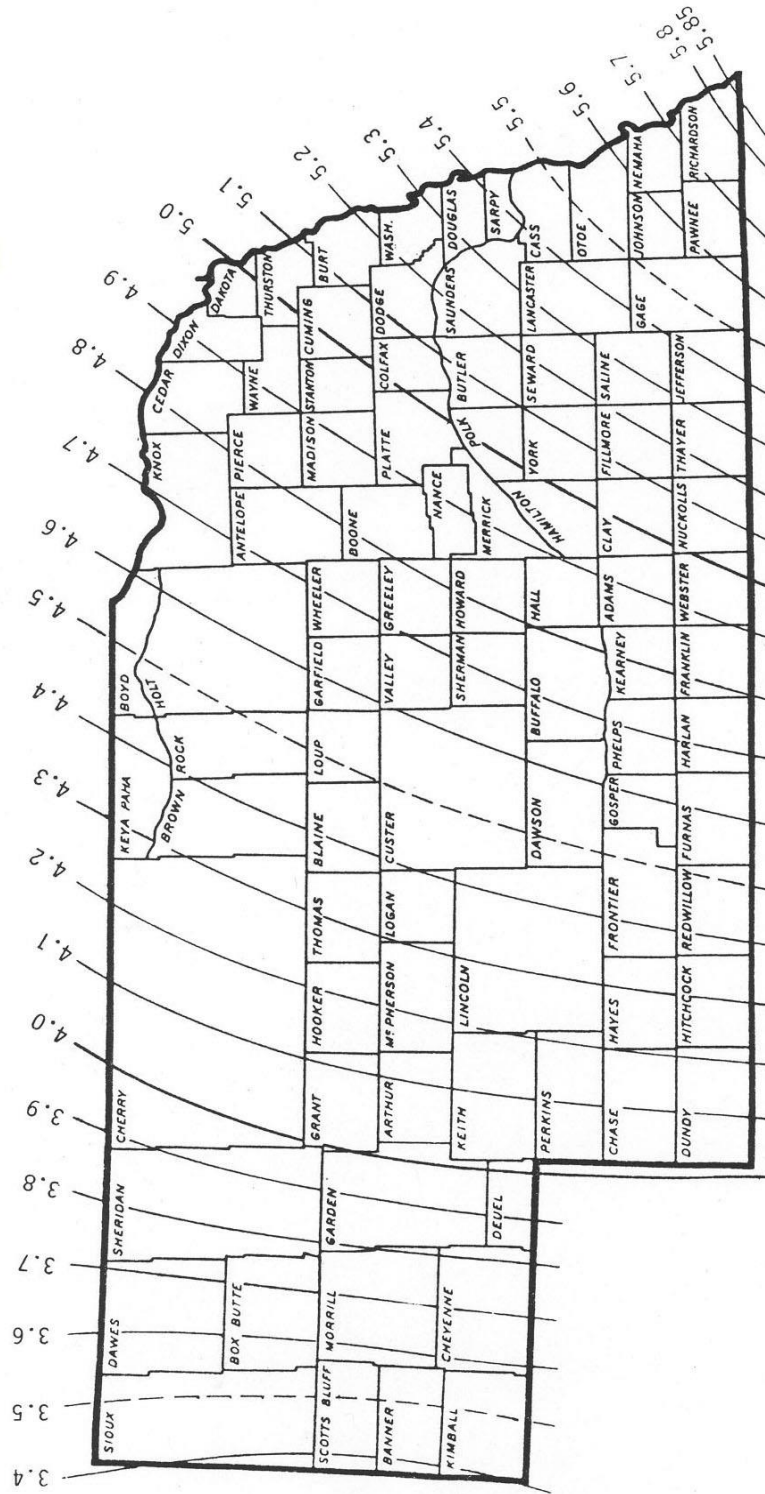 3.4
3.5
3.6
3.7
3.8
3.9
4.0
4.1
4.2
4.3
4.4
4.5
4.6
4.7
4.8
4.9
5.0
5.1
5.2
5.3
5.4
5.5
5.6
5.7
5.8
5.85
SIOUX
DAWES
BOX BUTTE
SHERIDAN
CHERRY
KEYA PAHA
BROWN
ROCK
BOYD
HOLT
KNOX
CEDAR
DIXON
DAKOTA
ANTELOPE
PIERCE
WAYNE
THURSTON
SCOTTS BLUFF
MORRILL
GARDEN
GRANT
HOOKER
THOMAS
BLAINE
LOUP
GARFIELD
WHEELER
BOONE
MADISON
STANTON
CUMING
BURT
BANNER
ARTHUR
McPHERSON
LOGAN
CUSTER
VALLEY
GREELEY
NANCE
PLATTE
COLFAX
DODGE
WASH.
KIMBALL
CHEYENNE
DEUEL
KEITH
LINCOLN
SHERMAN
HOWARD
MERRICK
POLK
BUTLER
SAUNDERS
DOUGLAS
SARPY
PERKINS
DAWSON
BUFFALO
HALL
HAMILTON
YORK
SEWARD
LANCASTER
CASS
OTOE
CHASE
HAYES
FRONTIER
GOSPER
PHELPS
KEARNEY
ADAMS
CLAY
FILLMORE
SALINE
GAGE
JOHNSON
NEMAHA
DUNDY
HITCHCOCK
REDWILLOW
FURNAS
HARLAN
FRANKLIN
WEBSTER
NUCKOLLS
THAYER
JEFFERSON
PAWNEE
RICHARDSON